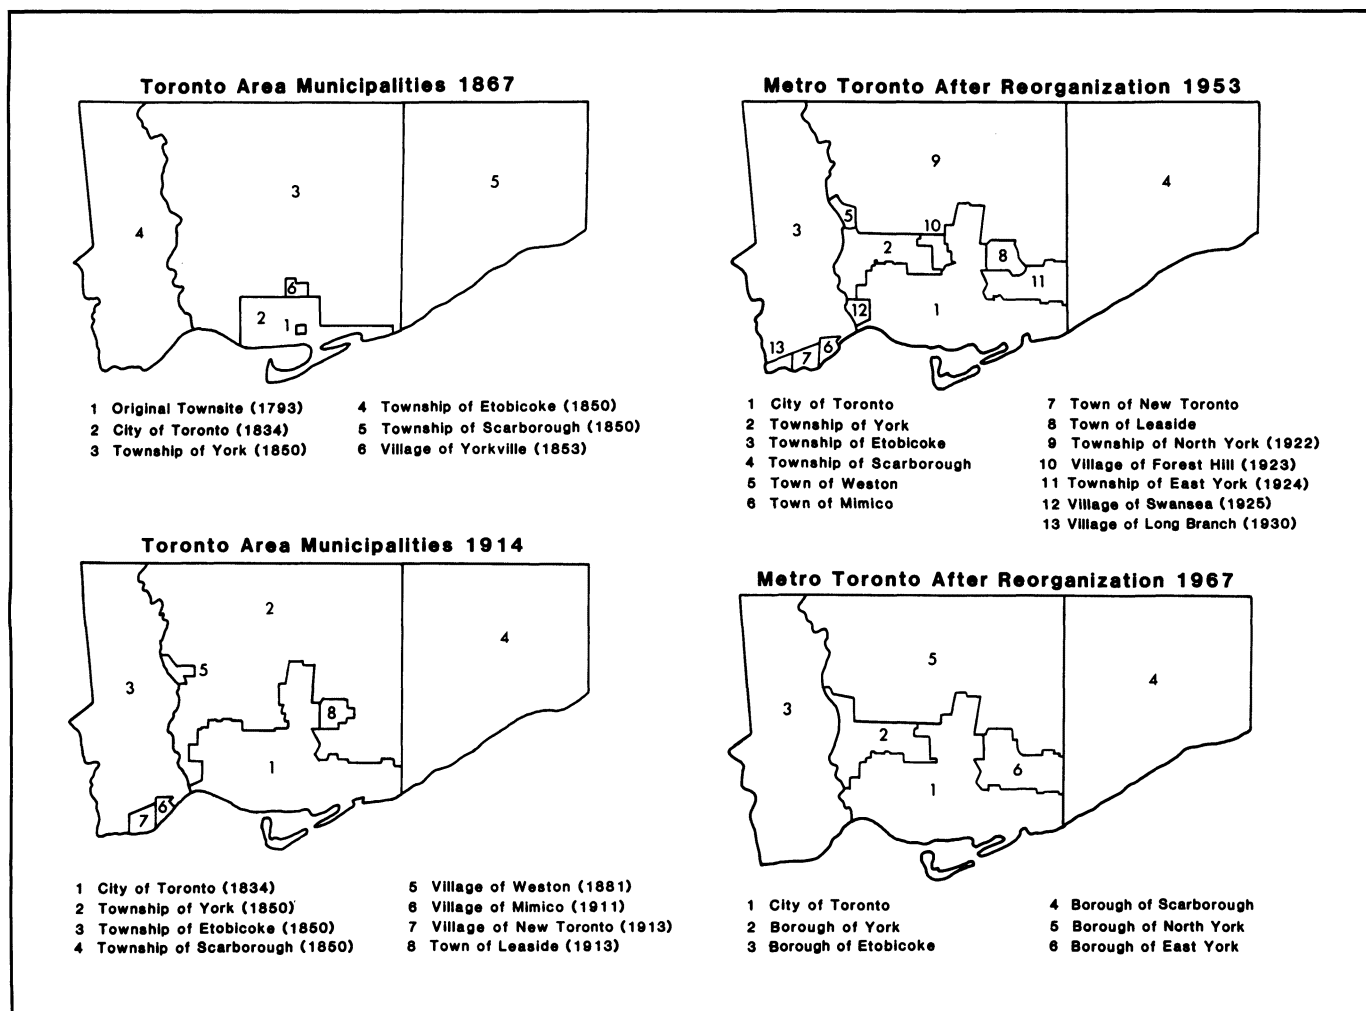 Toronto Area Municipalities 1867
3
5
4
6
2
1
1 Original Townsite (1793)
2 City of Toronto (1834)
3 Township of York (1850)
4 Township of Etobicoke (1850)
5 Township of Scarborough (1850)
6 Village of Yorkville (1853)
Metro Toronto After Reorganization 1953
9
4
5
10
3
2
8
11
12
1
13
6
7
1 City of Toronto
2 Township of York
3 Township of Etobicoke
4 Township of Scarborough
5 Town of Weston
6 Town of Mimico
7 Town of New Toronto
8 Town of Leaside
9 Township of North York (1922)
10 Village of Forest Hill (1923)
11 Township of East York (1924)
12 Village of Swansea (1925)
13 Village of Long Branch (1930)
Toronto Area Municipalities 1914
2
4
5
3
8
1
6
7
1 City of Toronto (1834)
2 Township of York (1850)
3 Township of Etobicoke (1850)
4 Township of Scarborough (1850)
5 Village of Weston (1881)
6 Village of Mimico (1911)
7 Village of New Toronto (1913)
8 Town of Leaside (1913)
Metro Toronto After Reorganization 1967
5
4
3
2
6
1
1 City of Toronto
2 Borough of York
3 Borough of Etobicoke
4 Borough of Scarborough
5 Borough of North York
6 Borough of East York